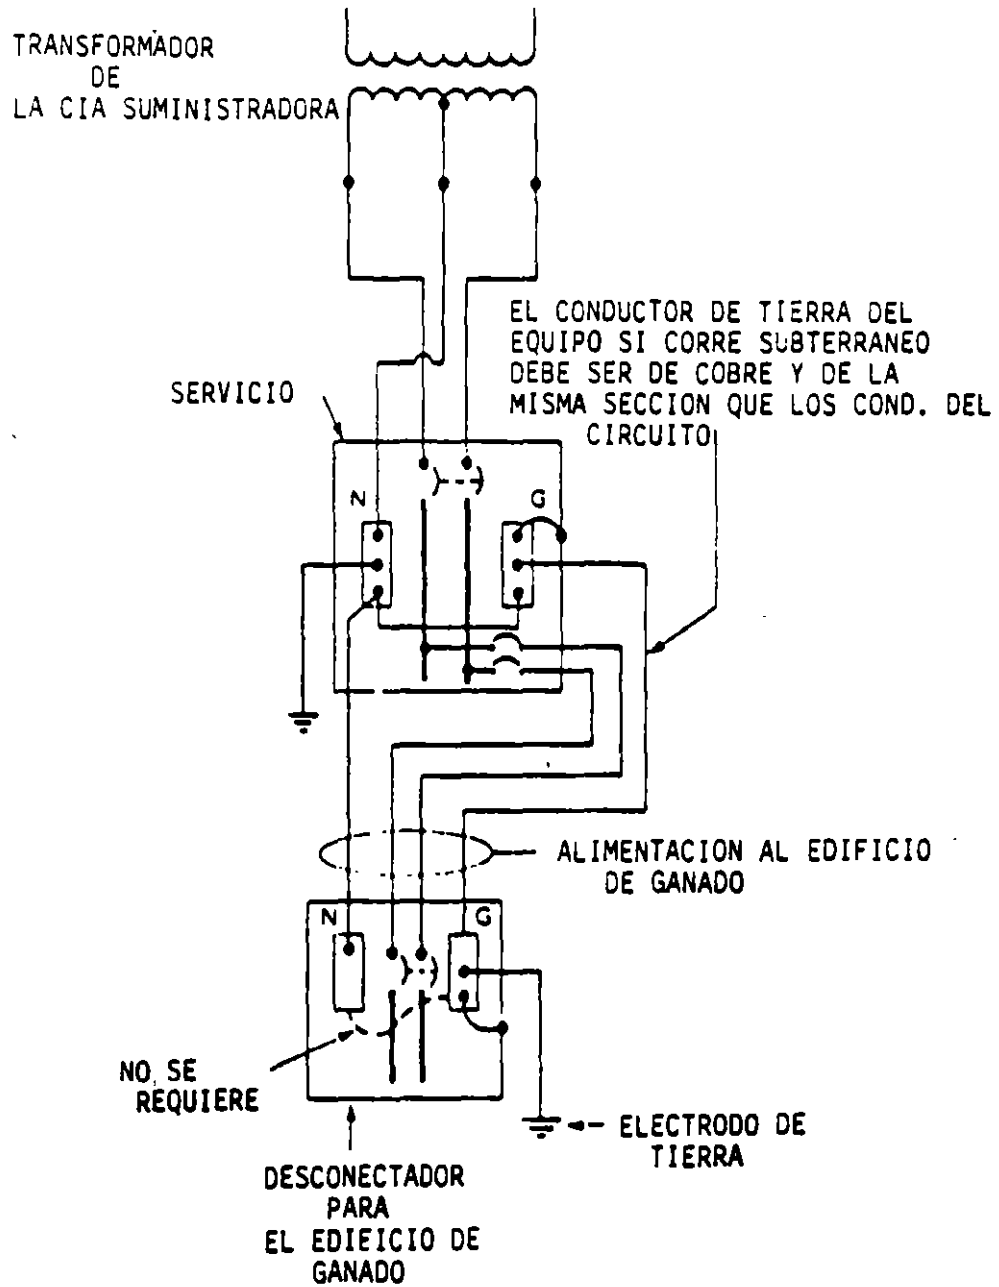 TRANSFORMADOR
DE
LA CIA SUMINISTRADORA
EL CONDUCTOR DE TIERRA DEL
EQUIPO SI CORRE SUBTERRANEO
DEBE SER DE COBRE Y DE LA
MISMA SECCION QUE LOS COND. DEL
CIRCUITO
SERVICIO
N
G
ALIMENTACION AL EDIFICIO
DE GANADO
N
G
NO SE
REQUIERE
ELECTRODO DE
TIERRA
DESCONECTADOR
PARA
EL EDIEICIO DE
GANADO